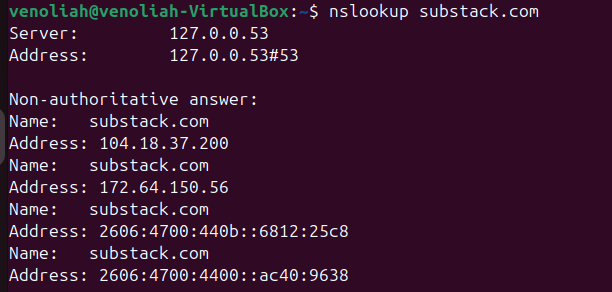 venoliah@venoliah-VirtualBox:~$ nslookup substack.com
Server:         127.0.0.53
Address:        127.0.0.53#53

Non-authoritative answer:
Name:   substack.com
Address: 104.18.37.200
Name:   substack.com
Address: 172.64.150.56
Name:   substack.com
Address: 2606:4700:440b::6812:25c8
Name:   substack.com
Address: 2606:4700:4400::ac40:9638